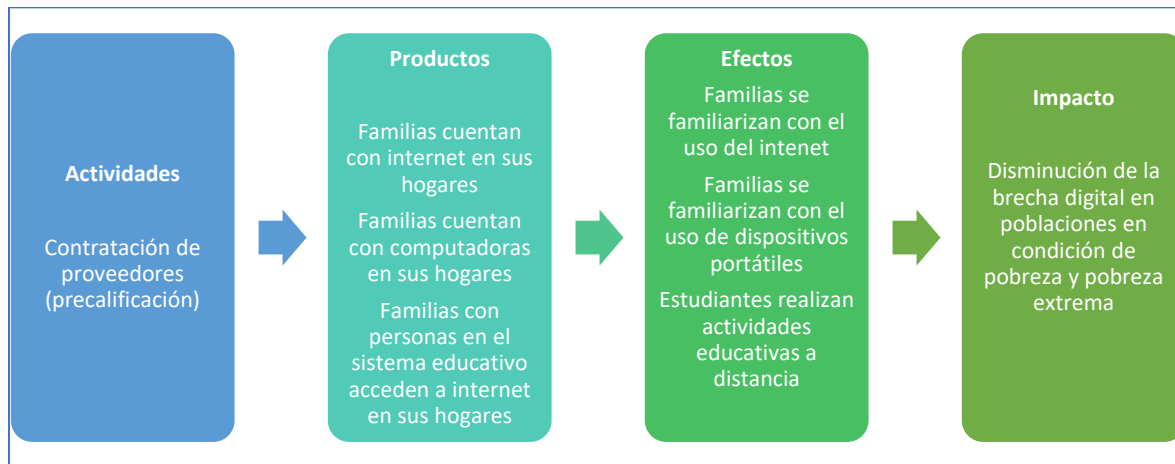 Actividades
Contratación de
proveedores
(precalificación)
Productos
Familias cuentan
con internet en sus
hogares
Familias cuentan
con computadoras
en sus hogares
Familias con
personas en el
sistema educativo
acceden a internet
en sus hogares
Efectos
Familias se
familiarizan con el
uso del intenet
Familias se
familiarizan con el
uso de dispositivos
portátiles
Estudiantes realizan
actividades
educativas a
distancia
Impacto
Disminución de la
brecha digital en
poblaciones en
condición de
pobreza y pobreza
extrema